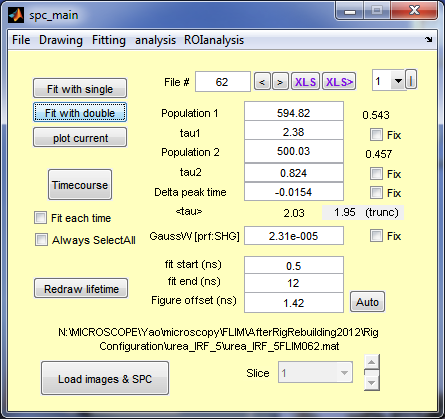 spc_main
File Drawing Fitting analysis ROIanalysis
Fit with single
File # 62 < > XLS XLS> 1
Fit with double
Population 1 594.82 0.543
plot current
tau1 2.38 Fix
Population 2 500.03 0.457
Timecourse
tau2 0.824 Fix
Delta peak time -0.0154 Fix
Fit each time
<tau> 2.03 1.95 (trunc)
Always SelectAll
GaussW [prf:SHG] 2.31e-005 Fix
fit start (ns) 0.5
fit end (ns) 12
Redraw lifetime
Figure offset (ns) 1.42 Auto
N:\MICROSCOPE\Yao\microscopy\FLIM\AfterRigRebuilding2012\Rig
Configuration\urea_IRF_5\urea_IRF_5FLIM062.mat
Load images & SPC
Slice 1